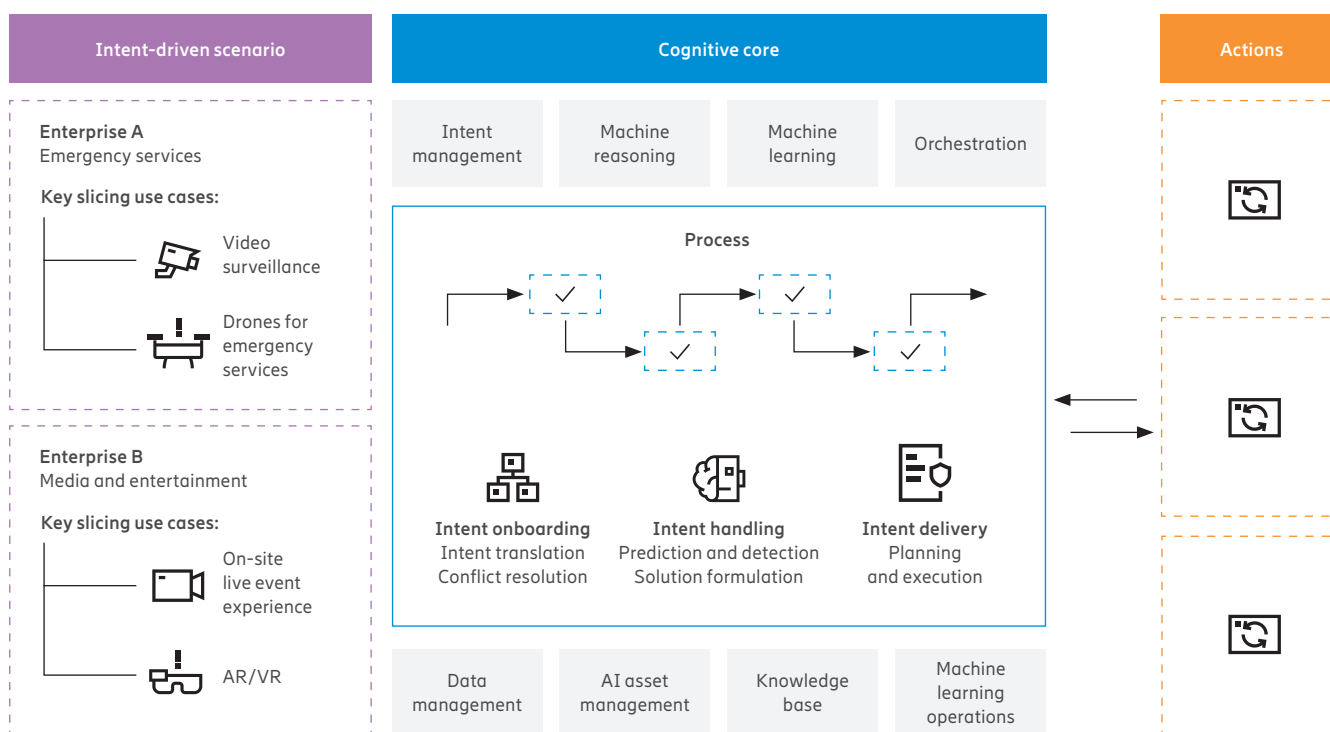 Intent-driven scenario
Enterprise A
Emergency services
Key slicing use cases:
Video
surveillance
Drones for
emergency
services
Enterprise B
Media and entertainment
Key slicing use cases:
On-site
live event
experience
AR/VR
Cognitive core
Intent
management
Machine
reasoning
Machine
learning
Orchestration
Process
Intent onboarding
Intent translation
Conflict resolution
Intent handling
Prediction and detection
Solution formulation
Intent delivery
Planning
and execution
Data
management
AI asset
management
Knowledge
base
Machine
learning
operations
Actions